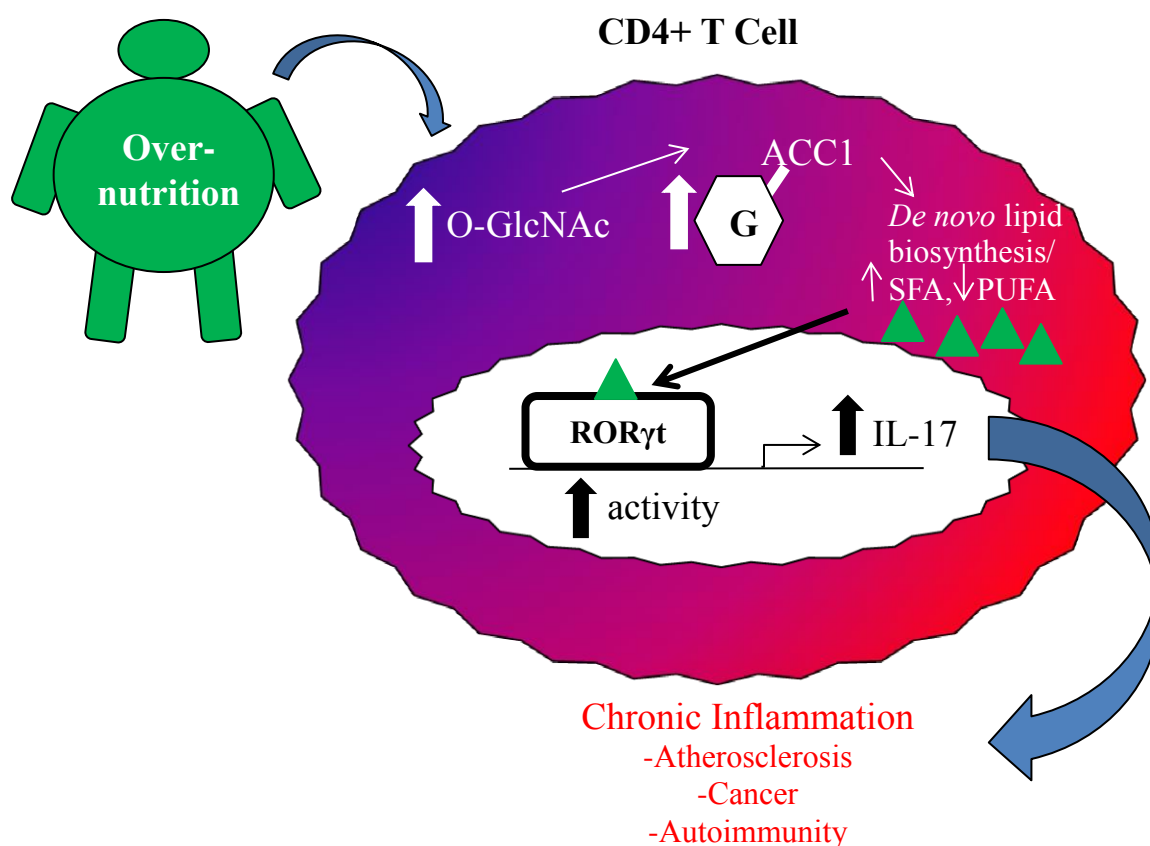 CD4+ T Cell
Over-
nutrition
ACC1
O-GlcNAc
G
De novo lipid
biosynthesis/
SFA, PUFA
RORγt
IL-17
activity
Chronic Inflammation
-Atherosclerosis
-Cancer
-Autoimmunity